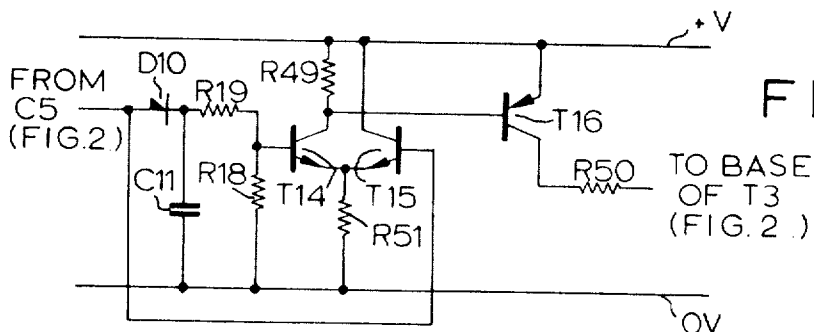 +V
FROM
C5
(FIG.2.)
D10
R19
R49
F
T16
C11
R18
T14
T15
R51
R50
TO BASE
OF T3
(FIG.2.)
0V